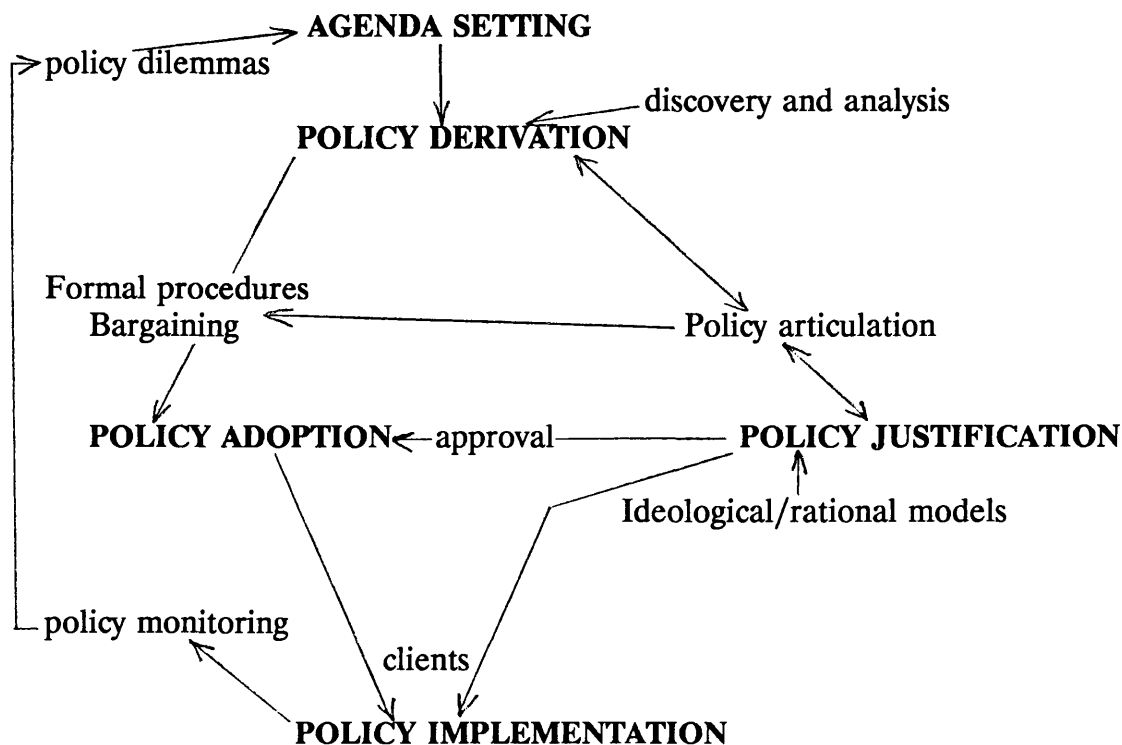 AGENDA SETTING
policy dilemmas
discovery and analysis
POLICY DERIVATION
Formal procedures
Bargaining
Policy articulation
POLICY ADOPTION
approval
POLICY JUSTIFICATION
Ideological/rational models
policy monitoring
clients
POLICY IMPLEMENTATION